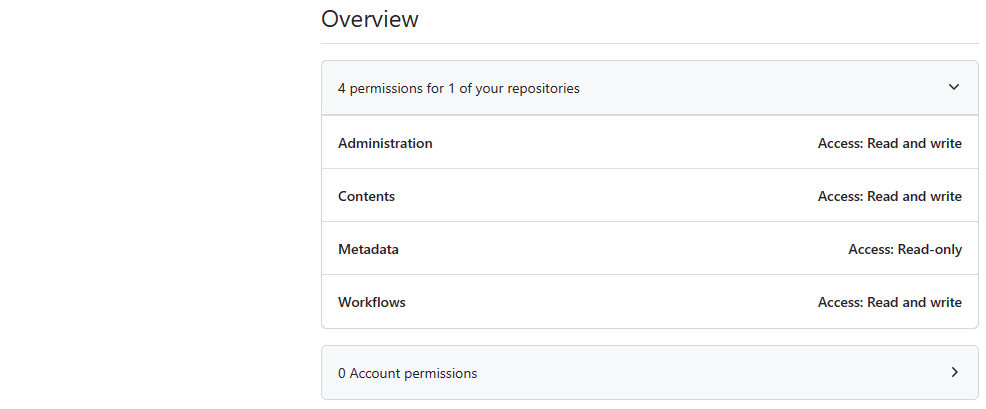 Overview
4 permissions for 1 of your repositories
Administration Access: Read and write
Contents Access: Read and write
Metadata Access: Read-only
Workflows Access: Read and write
0 Account permissions